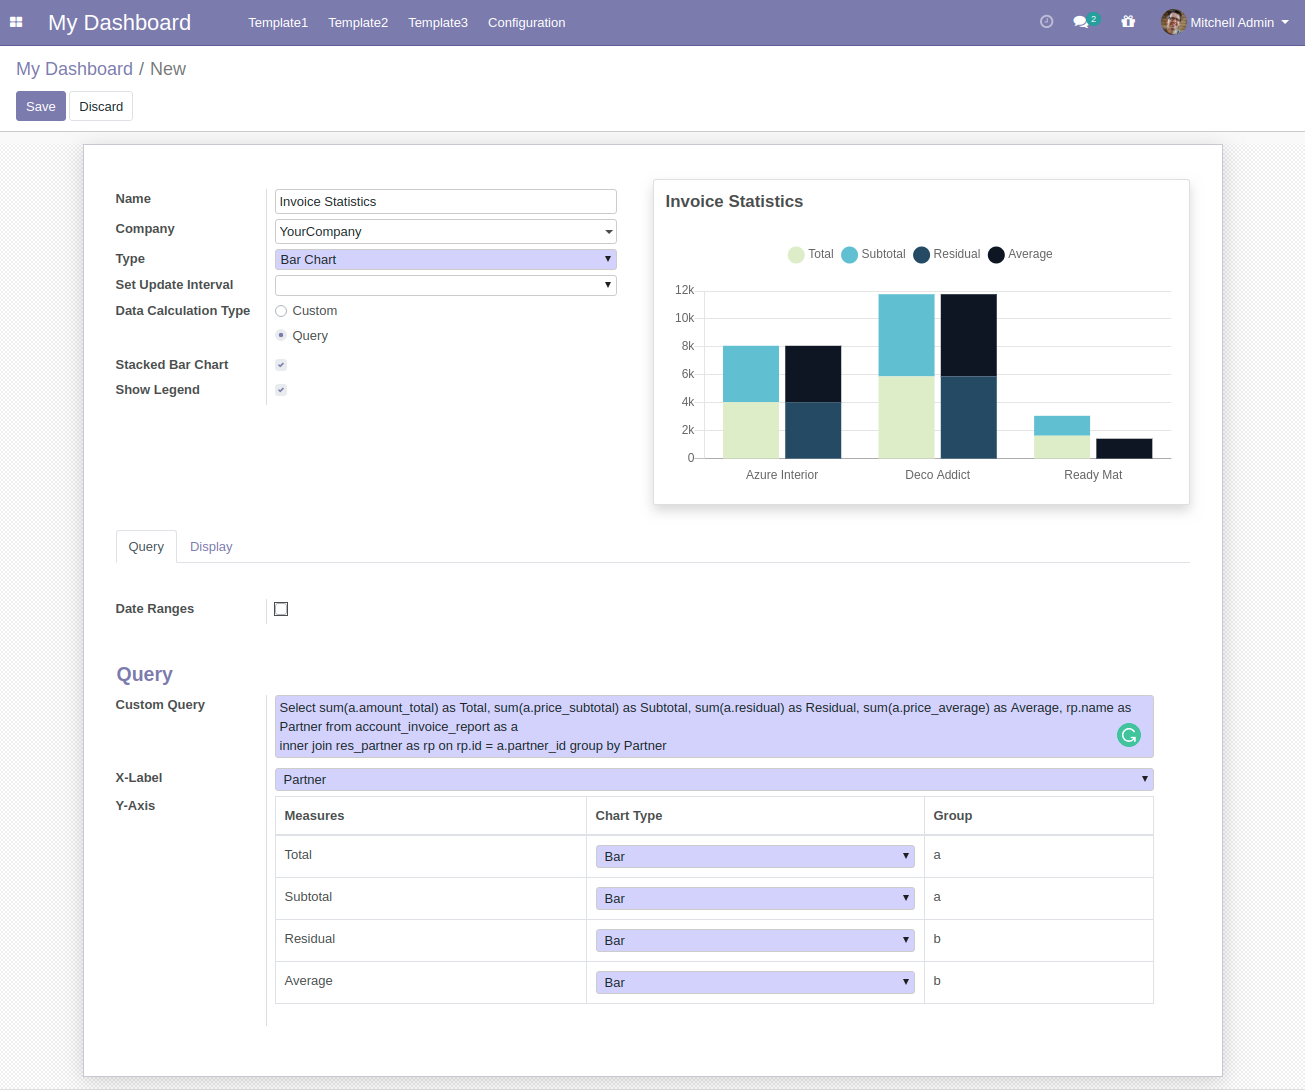 My Dashboard Template1 Template2 Template3 Configuration 2 Mitchell Admin
My Dashboard / New
Save Discard
Name Invoice Statistics
Company YourCompany
Type Bar Chart
Set Update Interval
Data Calculation Type Custom
Query
Stacked Bar Chart
Show Legend
Invoice Statistics
Total Subtotal Residual Average
12k
10k
8k
6k
4k
2k
0
Azure Interior Deco Addict Ready Mat
Query Display
Date Ranges
Query
Custom Query
Select sum(a.amount_total) as Total, sum(a.price_subtotal) as Subtotal, sum(a.residual) as Residual, sum(a.price_average) as Average, rp.name as
Partner from account_invoice_report as a
inner join res_partner as rp on rp.id = a.partner_id group by Partner
X-Label Partner
Y-Axis
Measures Chart Type Group
Total Bar a
Subtotal Bar a
Residual Bar b
Average Bar b